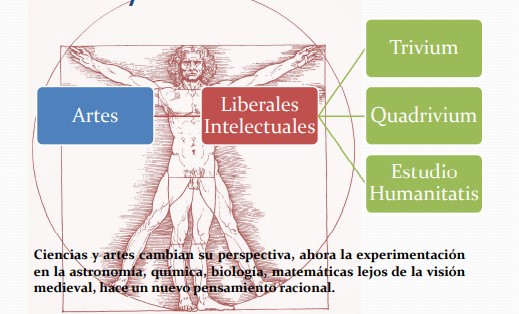 Trivium
Artes
Liberales
Intelectuales
Quadrivium
Estudio
Humanitatis
Ciencias y artes cambian su perspectiva, ahora la experimentación
en la astronomía, química, biología, matemáticas lejos de la visión
medieval, hace un nuevo pensamiento racional.